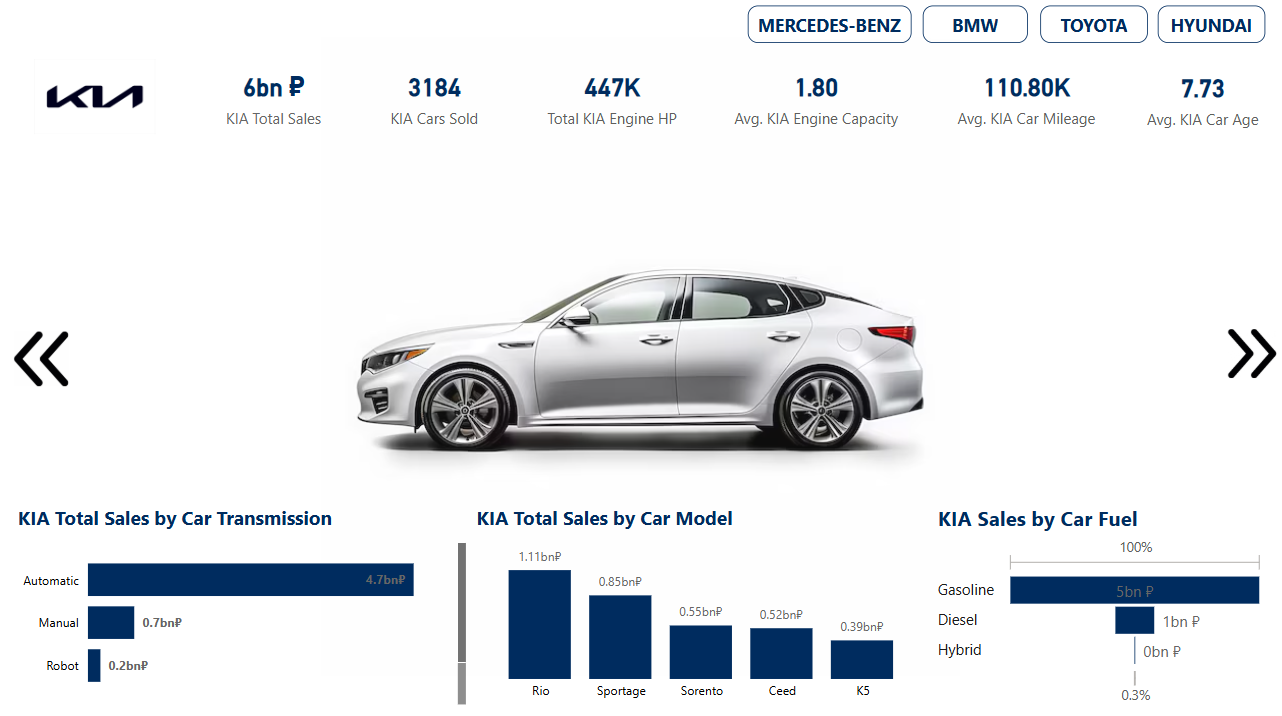 MERCEDES-BENZ
BMW
TOYOTA
HYUNDAI
KIA
6bn ₽
KIA Total Sales
3184
KIA Cars Sold
447K
Total KIA Engine HP
1.80
Avg. KIA Engine Capacity
110.80K
Avg. KIA Car Mileage
7.73
Avg. KIA Car Age
KIA Total Sales by Car Transmission
Automatic
4.7bn₽
Manual
0.7bn₽
Robot
0.2bn₽
KIA Total Sales by Car Model
1.11bn₽
0.85bn₽
0.55bn₽
0.52bn₽
0.39bn₽
Rio
Sportage
Sorento
Ceed
K5
KIA Sales by Car Fuel
100%
Gasoline
5bn ₽
Diesel
1bn ₽
Hybrid
0bn ₽
0.3%